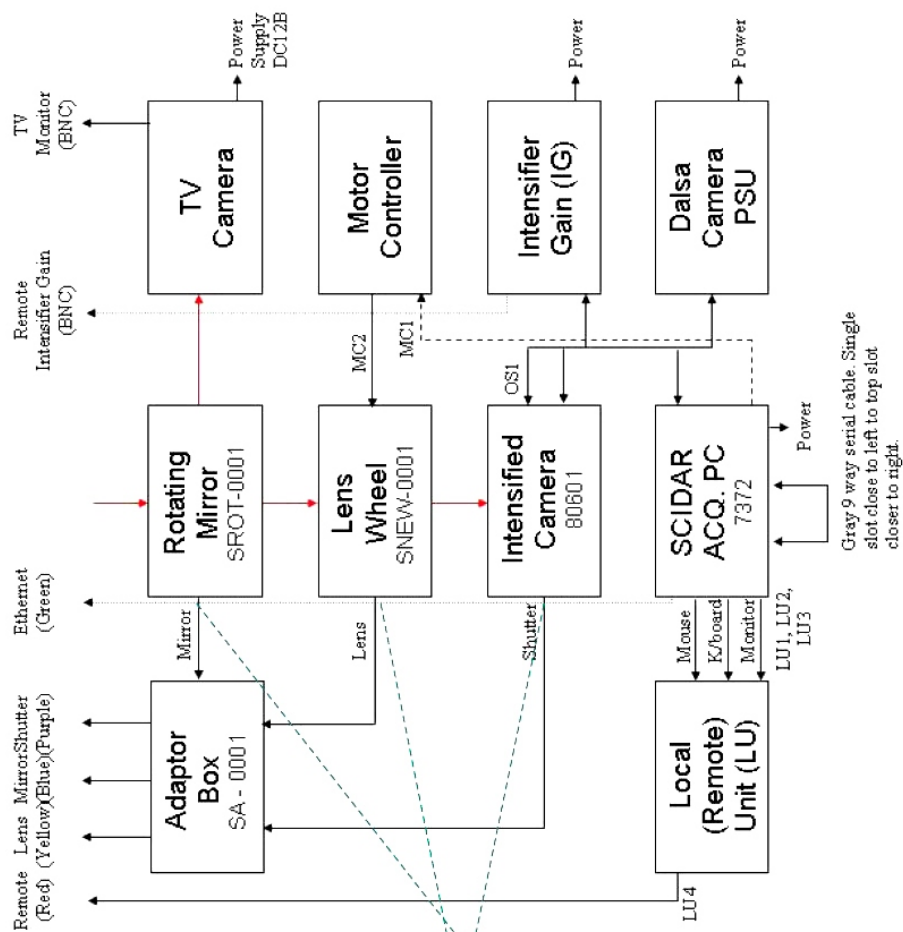 Remote Lens MirrorShutter
(Red) (Yellow)(Blue)(Purple)
Ethernet
(Green)
Remote
Intensifier Gain
(BNC)
TV
Monitor
(BNC)
Adaptor
Box
SA - 0001
Mirror
Rotating
Mirror
SROT-0001
TV
Camera
Power
Supply
DC12B
Lens
Lens
Wheel
SNEW-0001
MC2
MC1
Motor
Controller
Shutter
Intensified
Camera
80601
OS1
Intensifier
Gain (IG)
Power
LU4
Local
(Remote)
Unit (LU)
Mouse
K/board
Monitor
LU1, LU2,
LU3
SCIDAR
ACQ. PC
7372
Power
Dalsa
Camera
PSU
Power
Gray 9 way serial cable. Single
slot close to left to top slot
closer to right.